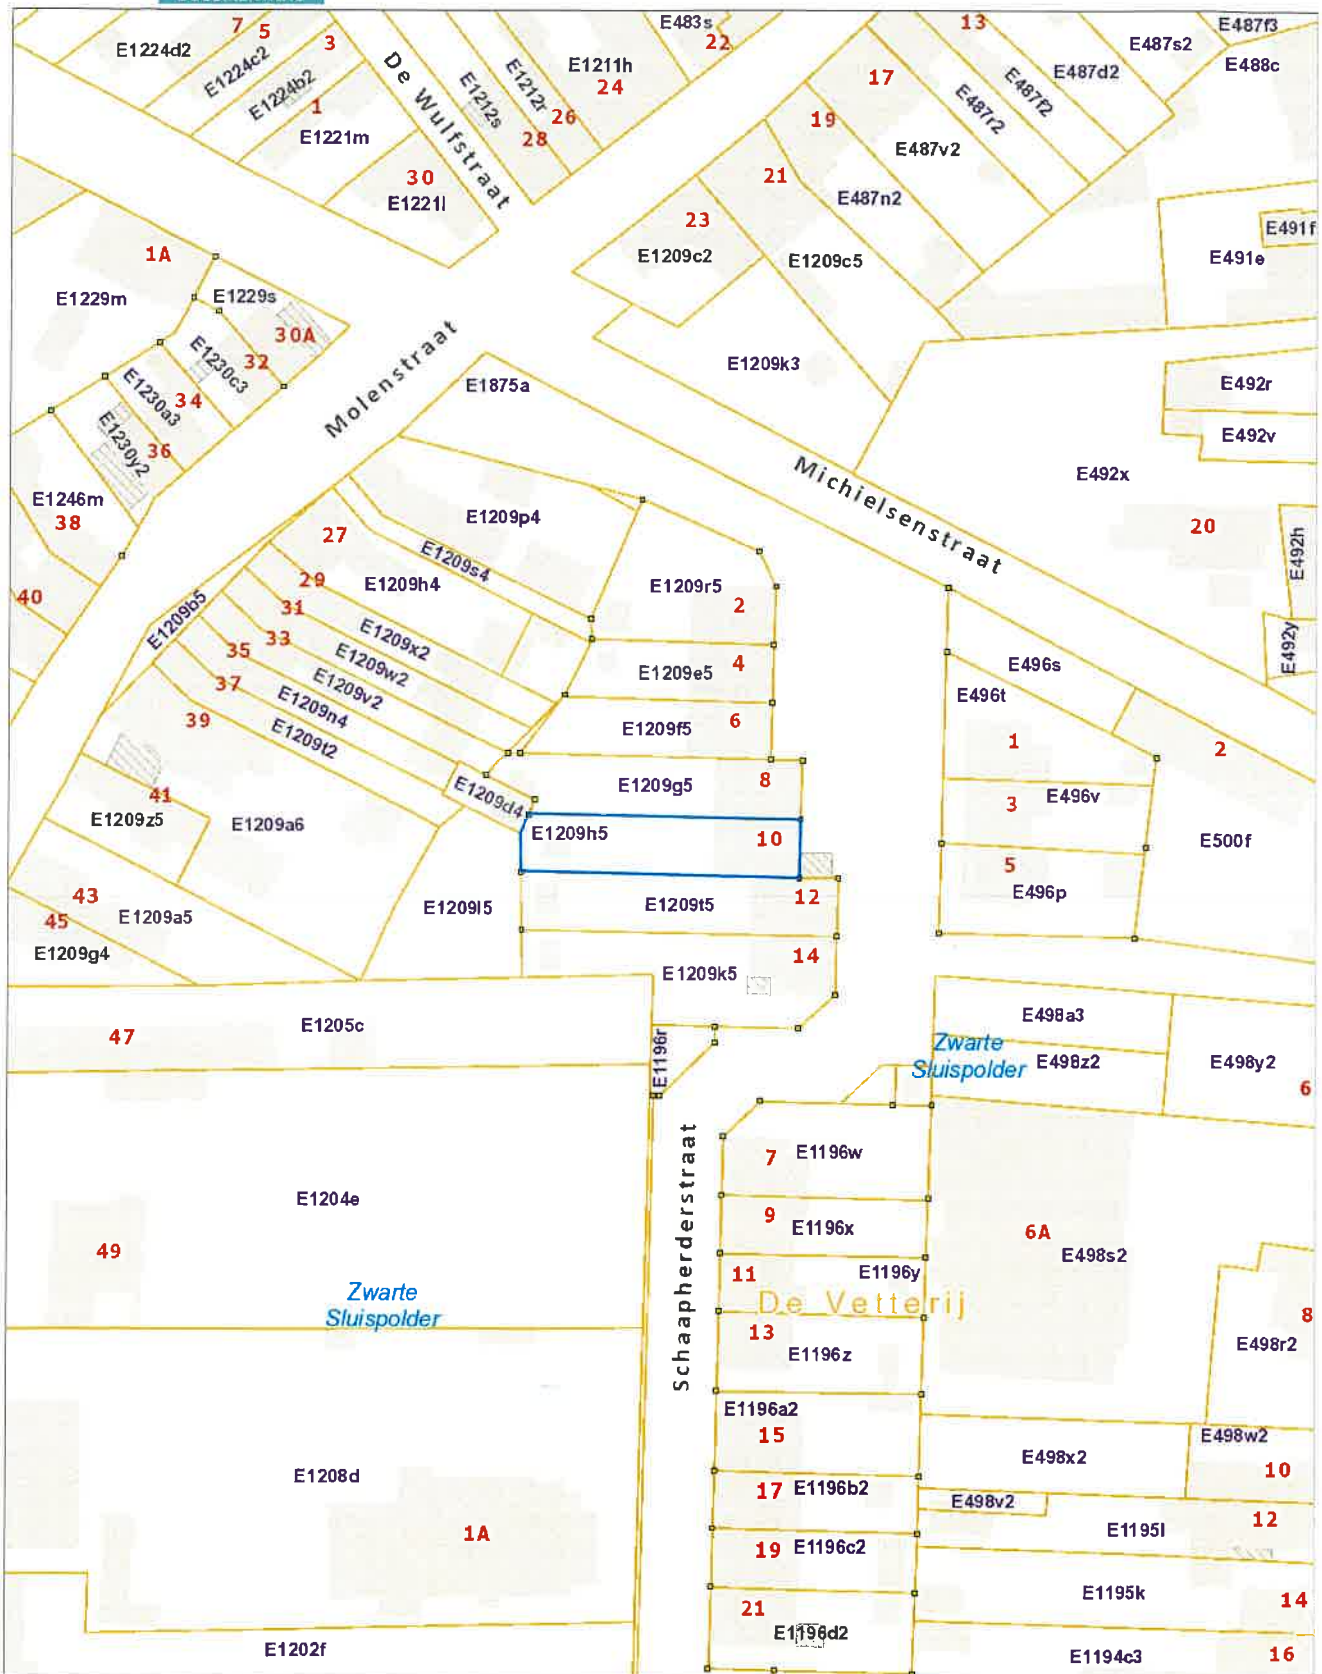 7
5
3
E1224d2
E1224c2
E1224b2
1
E1221m
De Wulfstraat
30
E1221l
E1212s
E1212r
26
28
E1211h
24
E483s
22
13
E487f3
E487s2
E488c
E487d2
E487f2
E487r2
17
19
E487v2
21
E487n2
23
E1209c2
E1209c5
E491f
E491e
1A
E1229m
E1229s
30A
32
E1230c3
34
E1230a3
36
E1230y2
Molenstraat
E1875a
E1209k3
E492r
E492v
E492x
20
E492h
E492y
E1246m
38
40
Michielsenstraat
E1209p4
27
E1209s4
29
E1209h4
31
E1209x2
33
E1209w2
35
E1209v2
37
E1209n4
39
E1209t2
E1209b5
E1209r5
2
E1209e5
4
E1209f5
6
E1209g5
8
E1209d4
E1209h5
10
E496s
E496t
1
2
3
E496v
5
E496p
E500f
41
E1209z5
E1209a6
43
45
E1209a5
E1209g4
E1209l5
E1209t5
12
14
E1209k5
47
E1205c
E1196r
E498a3
Zwarte
Sluispolder
E498z2
E498y2
6
Schaapherderstraat
7
E1196w
9
E1196x
11
E1196y
De Vetterij
13
E1196z
E1204e
49
Zwarte
Sluispolder
6A
E498s2
8
E498r2
E1196a2
15
17
E1196b2
19
E1196c2
21
E1196d2
E498w2
10
E498x2
E498v2
12
E1195l
E1195k
14
E1194c3
16
E1208d
1A
E1202f